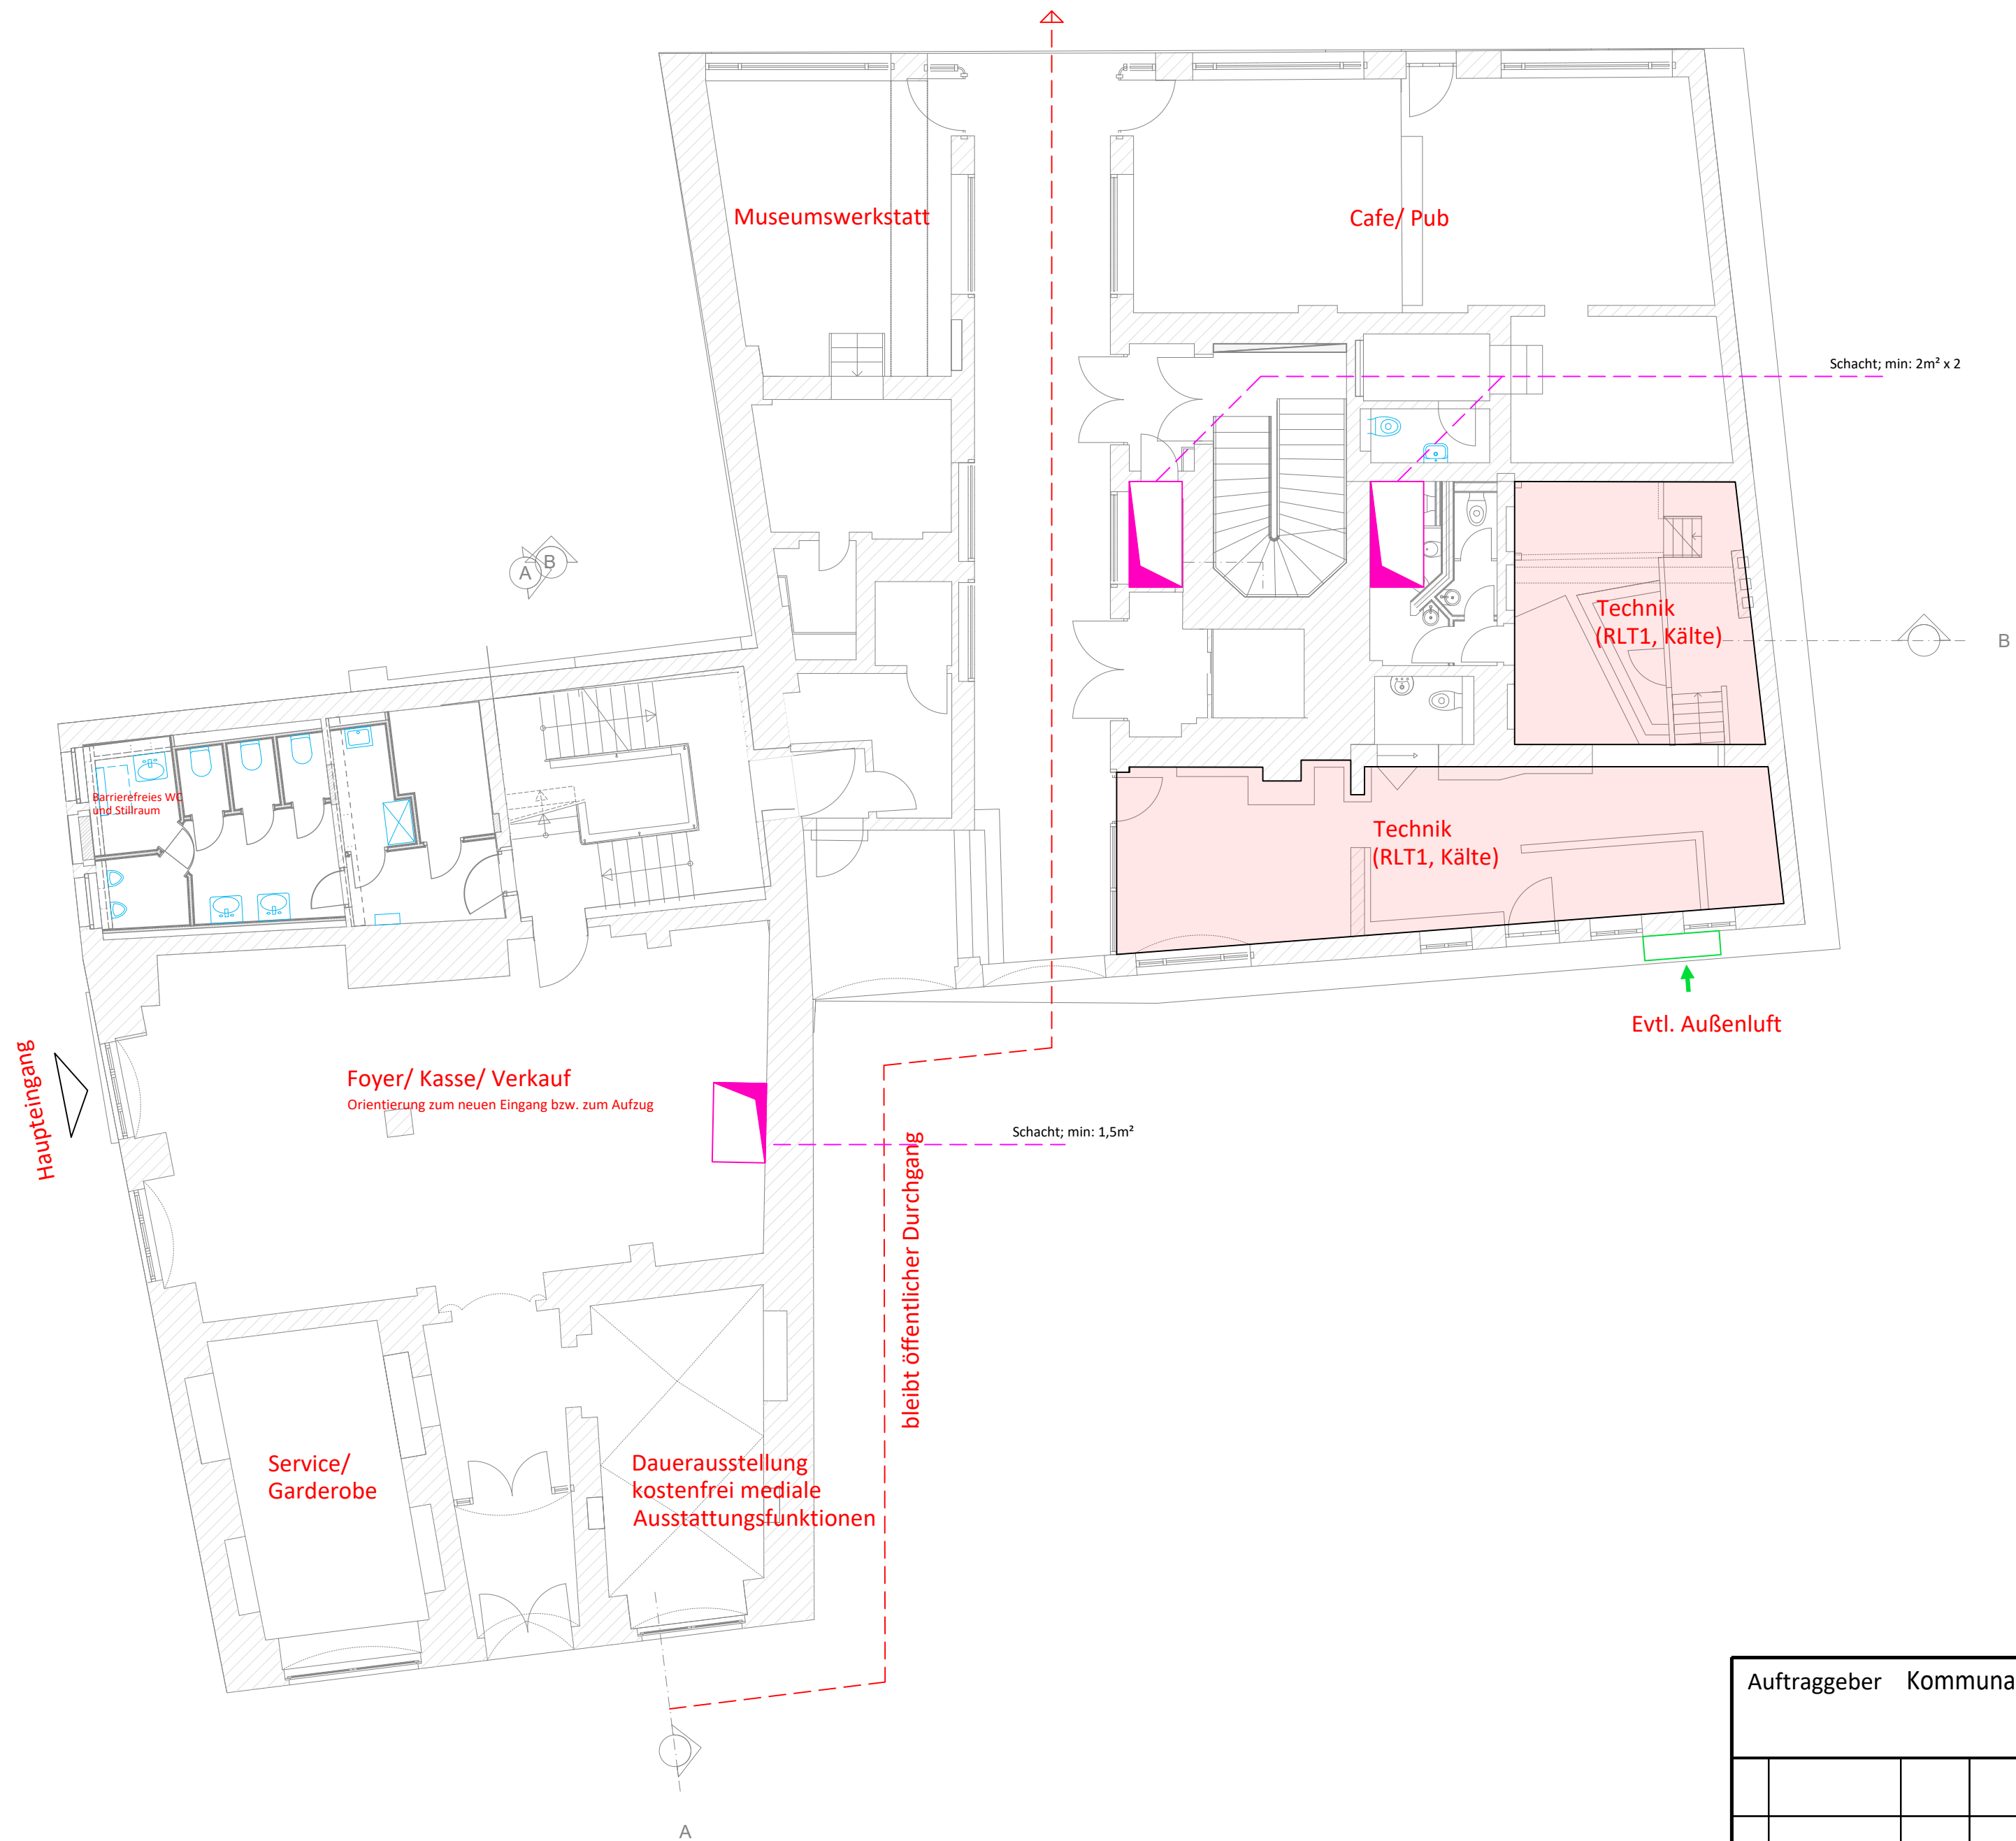 Museumswerkstatt
Cafe/ Pub
Schacht; min: 2m² x 2
A
B
Technik
(RLT1, Kälte)
B
Barrierefreies WC
und Stillraum
Technik
(RLT1, Kälte)
Evtl. Außenluft
Haupteingang
Foyer/ Kasse/ Verkauf
Orientierung zum neuen Eingang bzw. zum Aufzug
Schacht; min: 1,5m²
bleibt öffentlicher Durchgang
Service/
Garderobe
Dauerausstellung
kostenfrei mediale
Ausstattungsfunktionen
Auftraggeber Kommuna
A